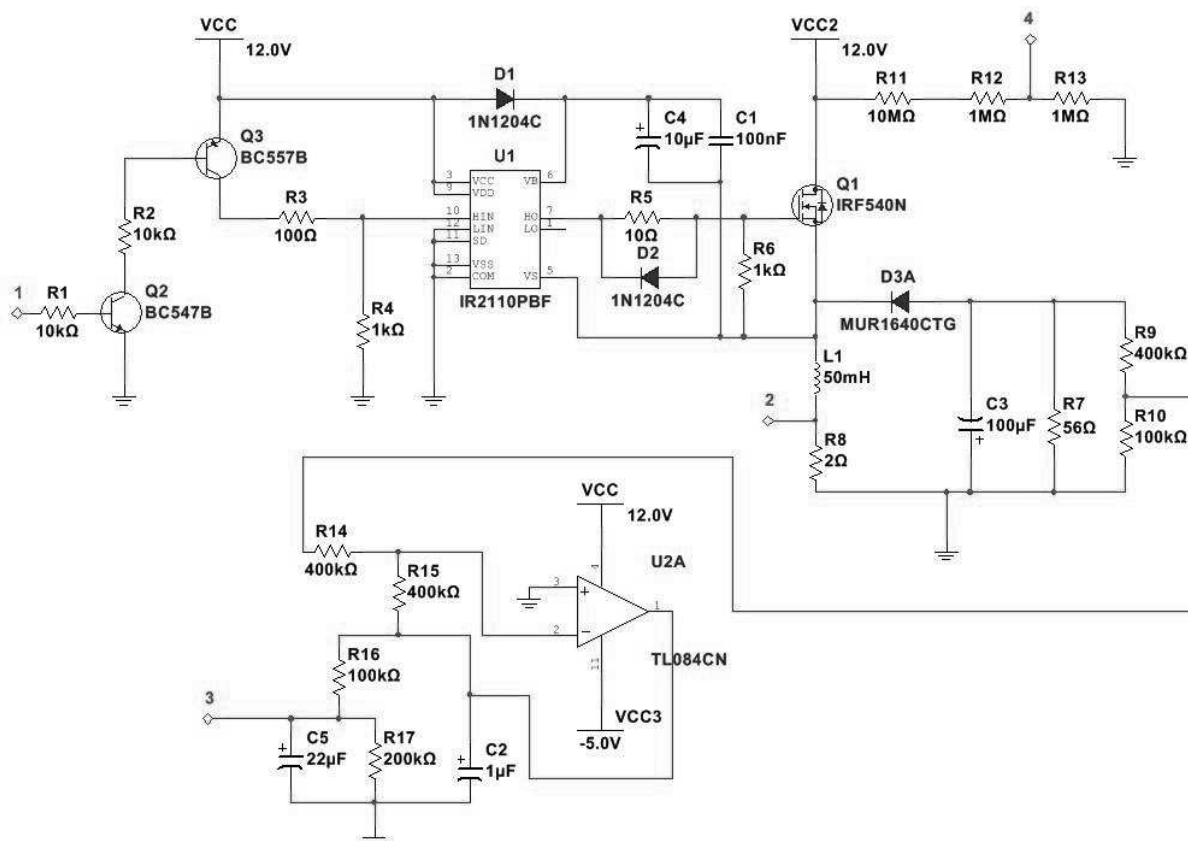 VCC
12.0V
VCC2
12.0V
4
R11
10MΩ
R12
1MΩ
R13
1MΩ
D1
1N1204C
C4
10µF
C1
100nF
Q3
BC557B
U1
3
9
10
12
11
13
2
VCC
VDD
HIN
LIN
SD
VSS
COM
VB
HO
LO
VS
6
7
1
5
IR2110PBF
Q1
IRF540N
R5
10Ω
D2
1N1204C
R6
1kΩ
R3
100Ω
R2
10kΩ
R4
1kΩ
1
R1
10kΩ
Q2
BC547B
D3A
MUR1640CTG
L1
50mH
2
R8
2Ω
C3
100µF
R7
56Ω
R9
400kΩ
R10
100kΩ
R14
400kΩ
R15
400kΩ
VCC
12.0V
U2A
4
3
2
1
11
TL084CN
VCC3
-5.0V
R16
100kΩ
3
C5
22µF
R17
200kΩ
C2
1µF